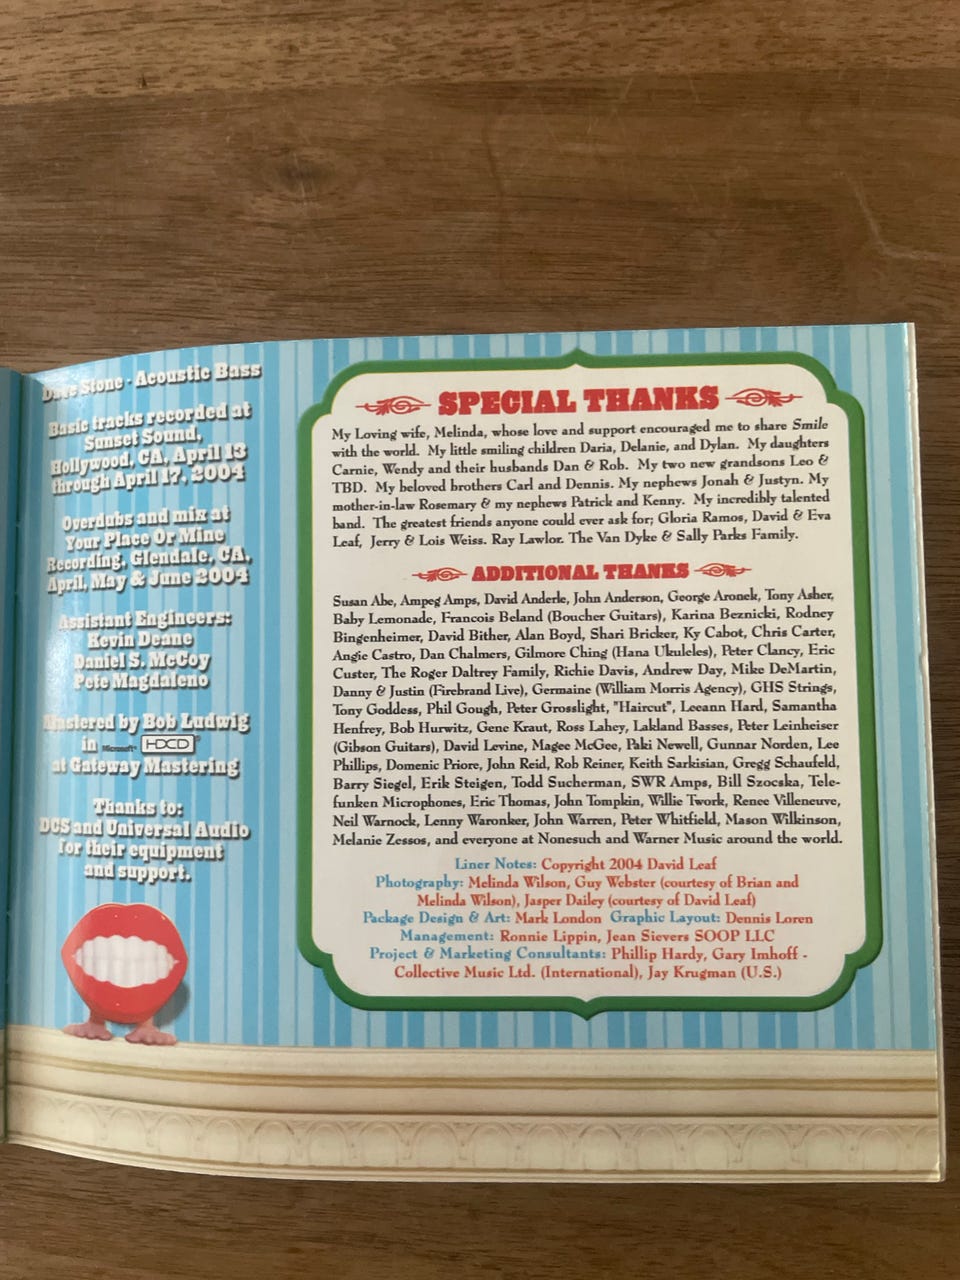 Dave Stone - Acoustic Bass
Basic tracks recorded at
Sunset Sound,
Hollywood, CA, April 13
through April 17, 2004
Overdubs and mix at
Your Place Or Mine
Recording, Glendale, CA,
April, May & June 2004
Assistant Engineers:
Kevin Deane
Daniel S. McCoy
Pete Magdaleno
Mastered by Bob Ludwig
in Microsoft® HDCD®
at Gateway Mastering
Thanks to:
DCS and Universal Audio
for their equipment
and support.
SPECIAL THANKS
My Loving wife, Melinda, whose love and support encouraged me to share Smile
with the world. My little smiling children Daria, Delanie, and Dylan. My daughters
Carnie, Wendy and their husbands Dan & Rob. My two new grandsons Leo &
TBD. My beloved brothers Carl and Dennis. My nephews Jonah & Justyn. My
mother-in-law Rosemary & my nephews Patrick and Kenny. My incredibly talented
band. The greatest friends anyone could ever ask for; Gloria Ramos, David & Eva
Leaf, Jerry & Lois Weiss. Ray Lawlor. The Van Dyke & Sally Parks Family.
ADDITIONAL THANKS
Susan Abe, Ampeg Amps, David Anderle, John Anderson, George Aronek, Tony Asher,
Baby Lemonade, Francois Beland (Boucher Guitars), Karina Beznicki, Rodney
Bingenheimer, David Bither, Alan Boyd, Shari Bricker, Ky Cabot, Chris Carter,
Angie Castro, Dan Chalmers, Gilmore Ching (Hana Ukuleles), Peter Clancy, Eric
Custer, The Roger Daltrey Family, Richie Davis, Andrew Day, Mike DeMartin,
Danny & Justin (Firebrand Live), Germaine (William Morris Agency), GHS Strings,
Tony Goddess, Phil Gough, Peter Grosslight, "Haircut", Leeann Hard, Samantha
Henfrey, Bob Hurwitz, Gene Kraut, Ross Lahey, Lakland Basses, Peter Leinheiser
(Gibson Guitars), David Levine, Magee McGee, Paki Newell, Gunnar Norden, Lee
Phillips, Domenic Priore, John Reid, Rob Reiner, Keith Sarkisian, Gregg Schaufeld,
Barry Siegel, Erik Steigen, Todd Sucherman, SWR Amps, Bill Szocska, Tele-
funken Microphones, Eric Thomas, John Tompkin, Willie Twork, Renee Villeneuve,
Neil Warnock, Lenny Waronker, John Warren, Peter Whitfield, Mason Wilkinson,
Melanie Zessos, and everyone at Nonesuch and Warner Music around the world.
Liner Notes: Copyright 2004 David Leaf
Photography: Melinda Wilson, Guy Webster (courtesy of Brian and
Melinda Wilson), Jasper Dailey (courtesy of David Leaf)
Package Design & Art: Mark London Graphic Layout: Dennis Loren
Management: Ronnie Lippin, Jean Sievers SOOP LLC
Project & Marketing Consultants: Phillip Hardy, Gary Imhoff -
Collective Music Ltd. (International), Jay Krugman (U.S.)